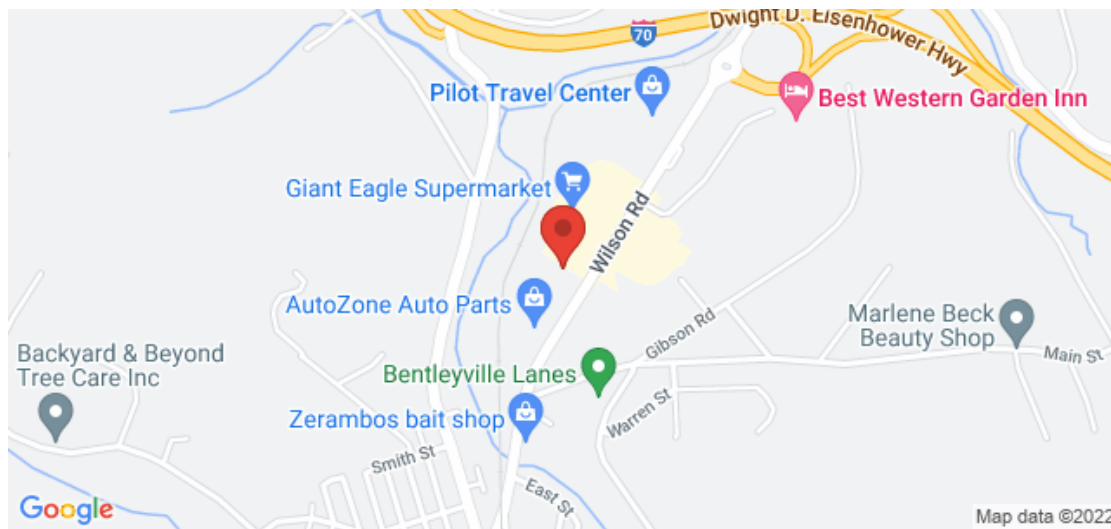 Dwight D. Eisenhower Hwy
70
Pilot Travel Center
Best Western Garden Inn
Giant Eagle Supermarket
Wilson Rd
AutoZone Auto Parts
Marlene Beck
Beauty Shop
Gibson Rd
Main St
Backyard & Beyond
Tree Care Inc
Bentleyville Lanes
Warren St
Zerambos bait shop
Smith St
East St
Google
Map data ©2022